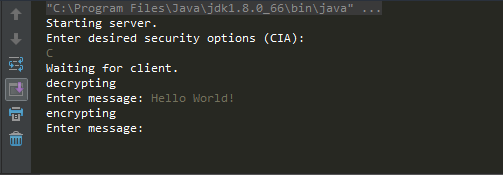 "C:\Program Files\Java\jdk1.8.0_66\bin\java" ...
Starting server.
Enter desired security options (CIA):
C
Waiting for client.
decrypting
Enter message: Hello World!
encrypting
Enter message: